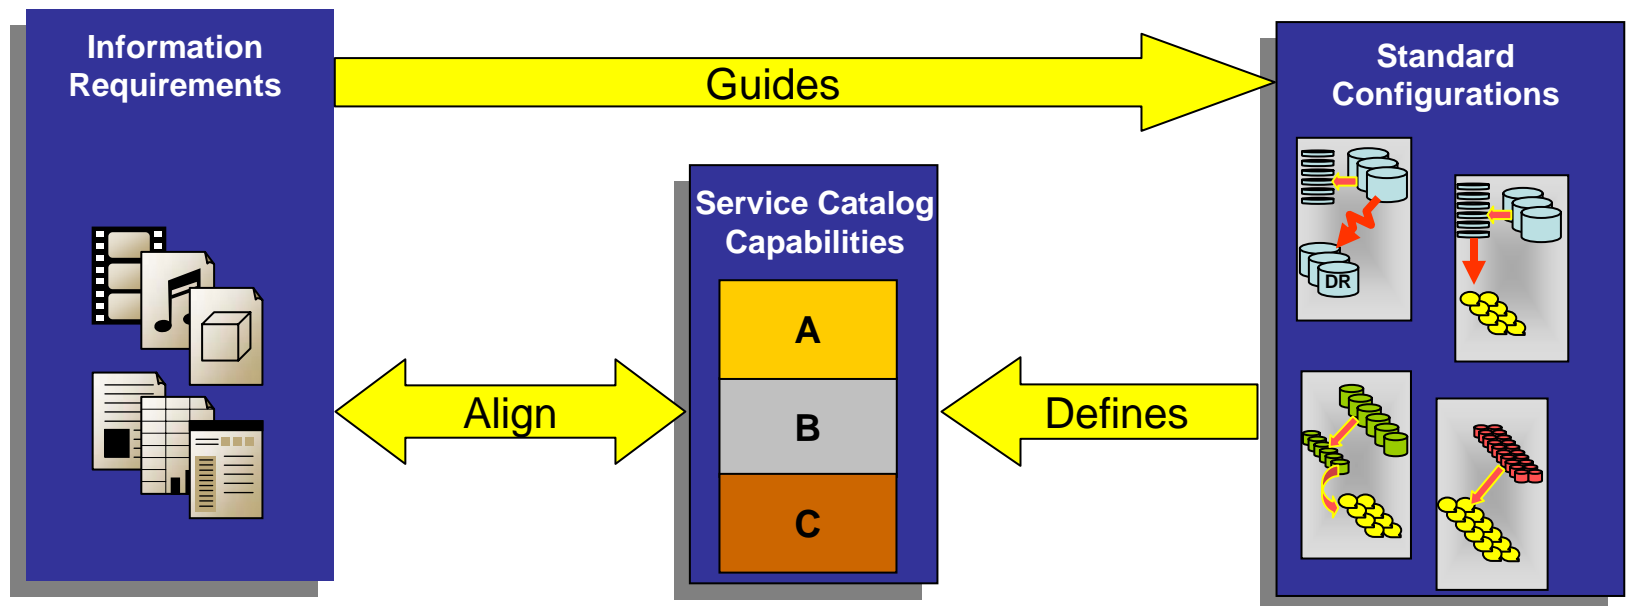 Information
Requirements
Guides
Standard
Configurations
Service Catalog
Capabilities
DR
A
Align
B
Defines
C